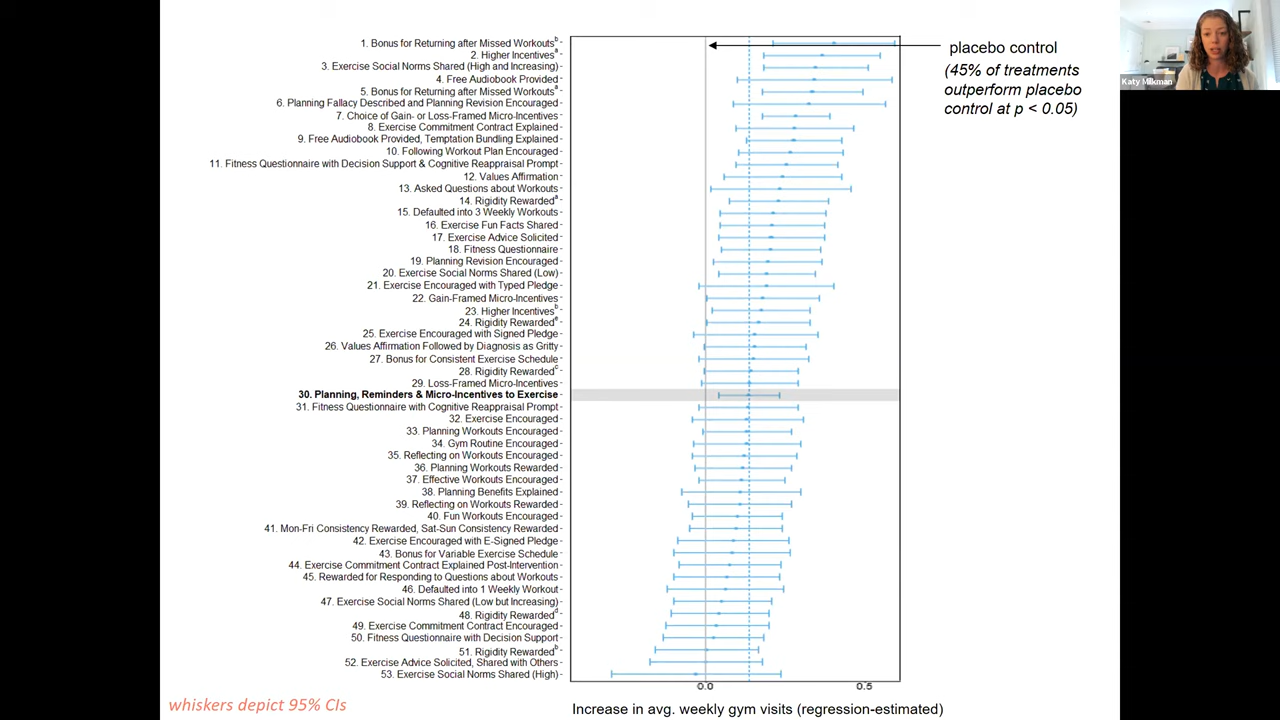 1. Bonus for Returning after Missed Workouts^b
2. Higher Incentives^a
3. Exercise Social Norms Shared (High and Increasing)
4. Free Audiobook Provided
5. Bonus for Returning after Missed Workouts^a
6. Planning Fallacy Described and Planning Revision Encouraged
7. Choice of Gain- or Loss-Framed Micro-Incentives
8. Exercise Commitment Contract Explained
9. Free Audiobook Provided, Temptation Bundling Explained
10. Following Workout Plan Encouraged
11. Fitness Questionnaire with Decision Support & Cognitive Reappraisal Prompt
12. Values Affirmation
13. Asked Questions about Workouts
14. Rigidity Rewarded^a
15. Defaulted into 3 Weekly Workouts
16. Exercise Fun Facts Shared
17. Exercise Advice Solicited
18. Fitness Questionnaire
19. Planning Revision Encouraged
20. Exercise Social Norms Shared (Low)
21. Exercise Encouraged with Typed Pledge
22. Gain-Framed Micro-Incentives
23. Higher Incentives^b
24. Rigidity Rewarded^e
25. Exercise Encouraged with Signed Pledge
26. Values Affirmation Followed by Diagnosis as Gritty
27. Bonus for Consistent Exercise Schedule
28. Rigidity Rewarded^c
29. Loss-Framed Micro-Incentives
30. Planning, Reminders & Micro-Incentives to Exercise
31. Fitness Questionnaire with Cognitive Reappraisal Prompt
32. Exercise Encouraged
33. Planning Workouts Encouraged
34. Gym Routine Encouraged
35. Reflecting on Workouts Encouraged
36. Planning Workouts Rewarded
37. Effective Workouts Encouraged
38. Planning Benefits Explained
39. Reflecting on Workouts Rewarded
40. Fun Workouts Encouraged
41. Mon-Fri Consistency Rewarded, Sat-Sun Consistency Rewarded
42. Exercise Encouraged with E-Signed Pledge
43. Bonus for Variable Exercise Schedule
44. Exercise Commitment Contract Explained Post-Intervention
45. Rewarded for Responding to Questions about Workouts
46. Defaulted into 1 Weekly Workout
47. Exercise Social Norms Shared (Low but Increasing)
48. Rigidity Rewarded^d
49. Exercise Commitment Contract Encouraged
50. Fitness Questionnaire with Decision Support
51. Rigidity Rewarded^b
52. Exercise Advice Solicited, Shared with Others
53. Exercise Social Norms Shared (High)
0.0 0.5
Increase in avg. weekly gym visits (regression-estimated)
whiskers depict 95% CIs
placebo control
(45% of treatments
outperform placebo
control at p < 0.05)
Katy Milkman